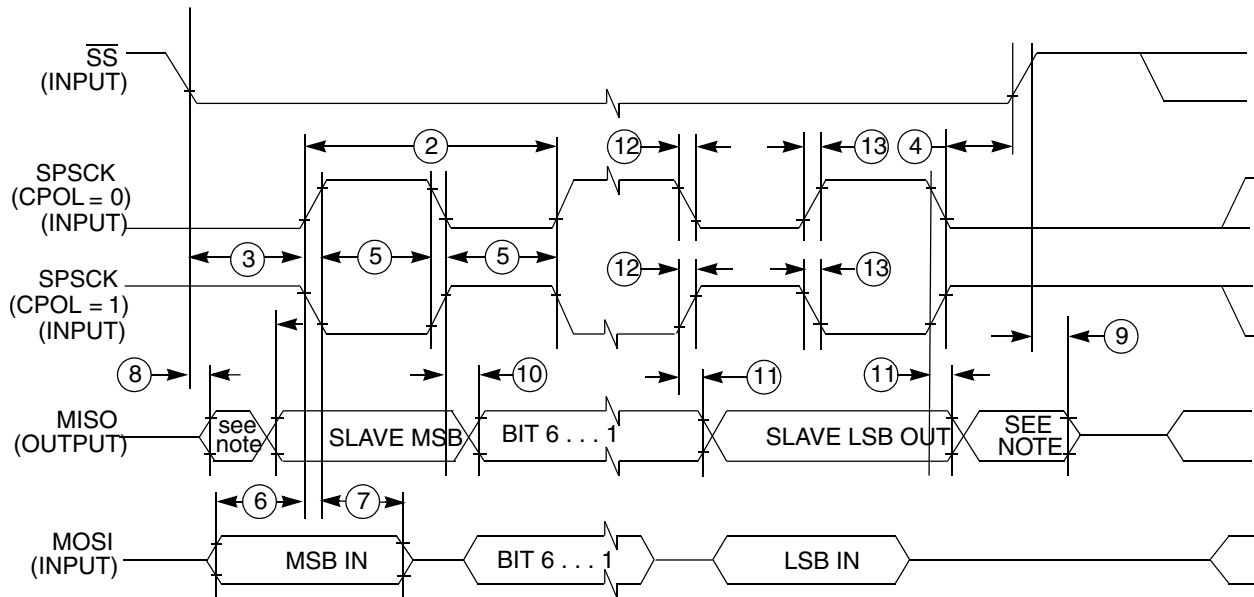 SS
(INPUT)
2
12
13
4
SPSCK
(CPOL = 0)
(INPUT)
3
5
5
12
13
SPSCK
(CPOL = 1)
(INPUT)
9
8
10
11
11
MISO
(OUTPUT)
see
note
SLAVE MSB
BIT 6 . . . 1
SLAVE LSB OUT
SEE
NOTE
6
7
MOSI
(INPUT)
MSB IN
BIT 6 . . . 1
LSB IN